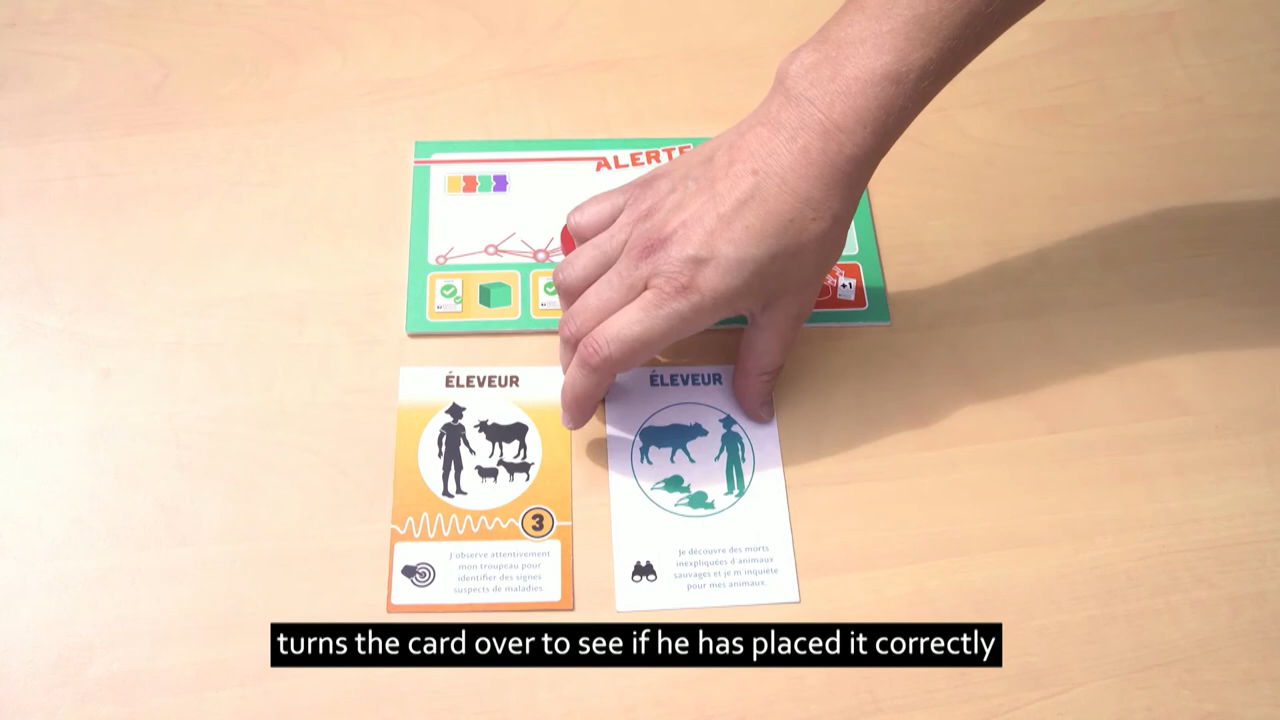 ALERTE
+1
ÉLEVEUR
3
J'observe attentivement
mon troupeau pour
identifier des signes
suspects de maladies
ÉLEVEUR
Je découvre des morts
inexpliquées d'animaux
sauvages et je m'inquiète
pour mes animaux.
turns the card over to see if he has placed it correctly